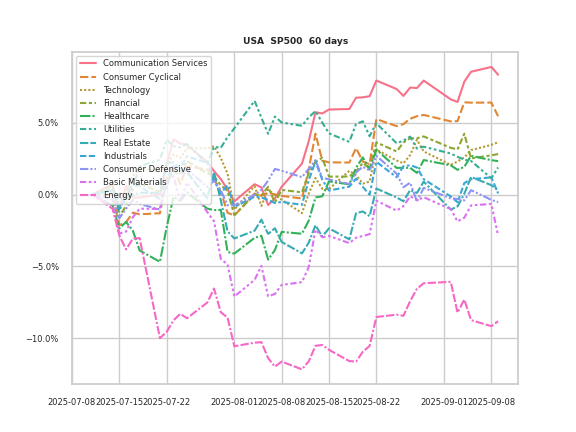 USA SP500 60 days
Communication Services
Consumer Cyclical
Technology
Financial
Healthcare
Utilities
Real Estate
Industrials
Consumer Defensive
Basic Materials
Energy
5.0%
0.0%
−5.0%
−10.0%
2025-07-08 2025-07-15 2025-07-22 2025-08-01 2025-08-08 2025-08-15 2025-08-22 2025-09-01 2025-09-08